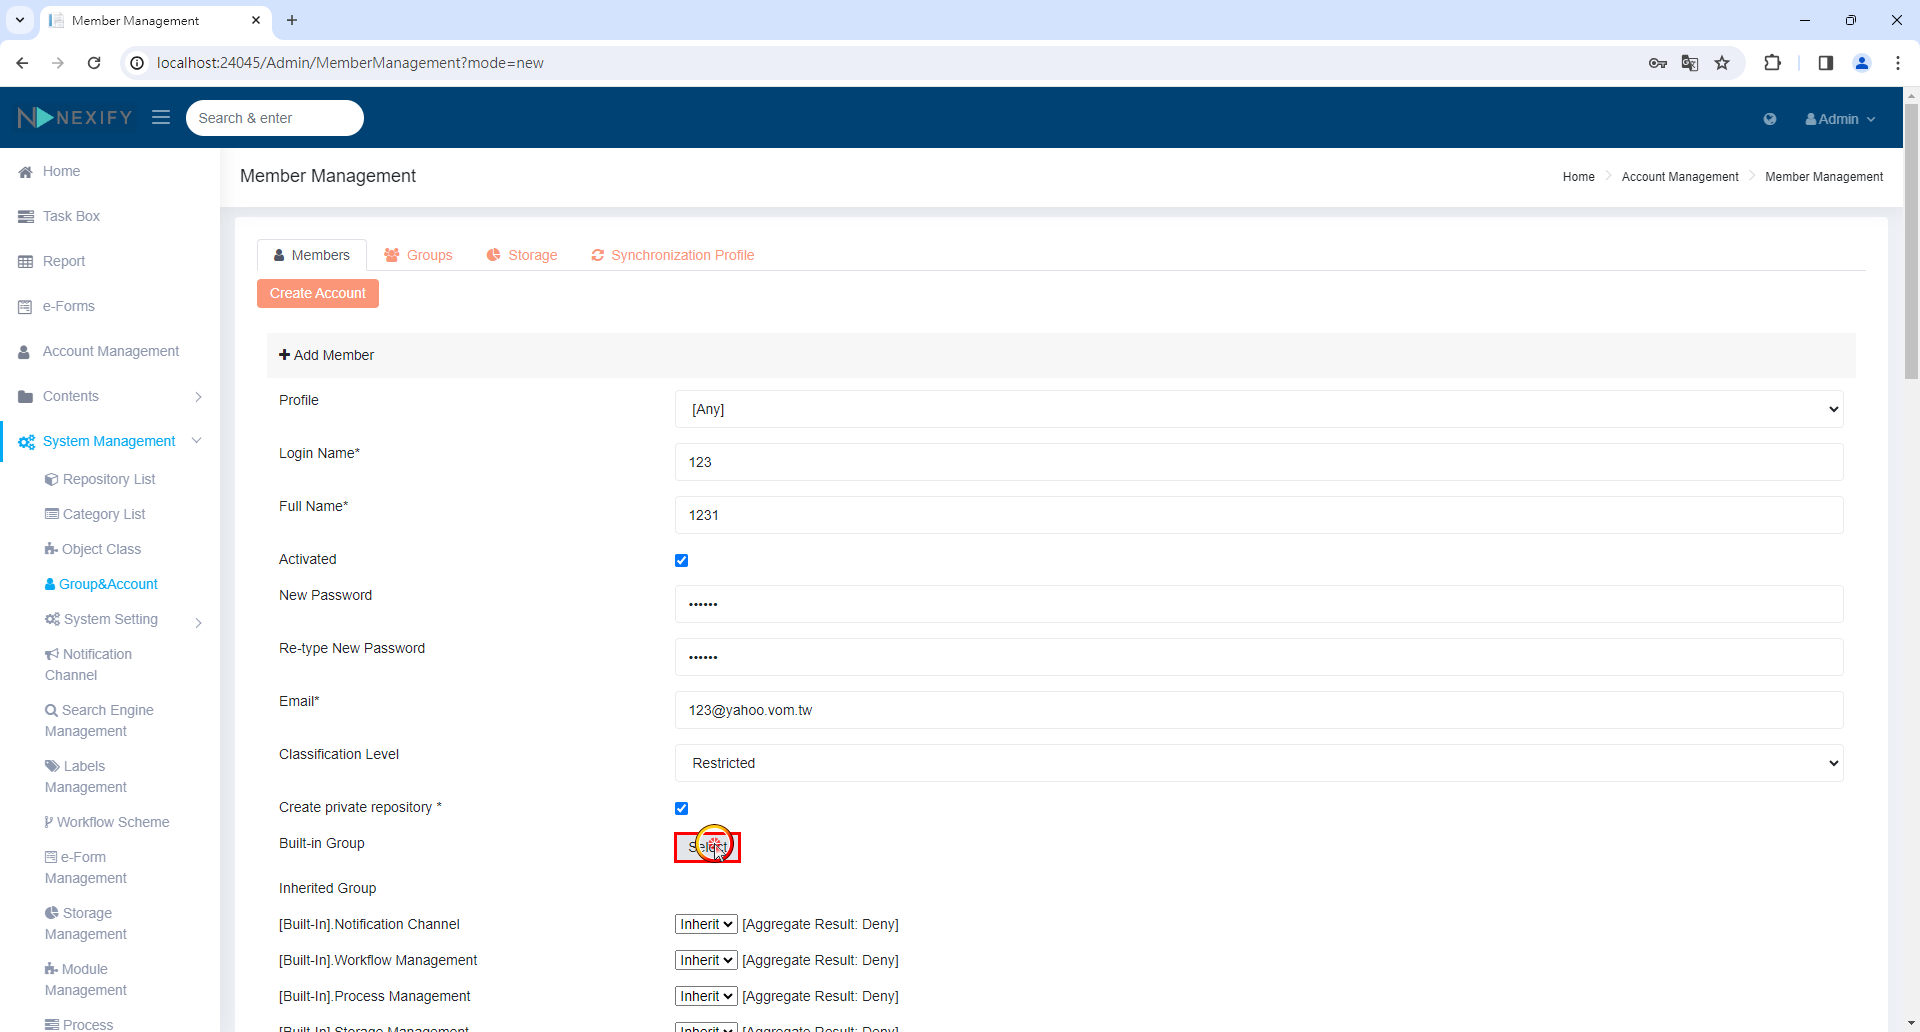 Member Management
localhost:24045/Admin/MemberManagement?mode=new
NEXIFY
Search & enter
Admin
Home
Task Box
Report
e-Forms
Account Management
Contents
System Management
Repository List
Category List
Object Class
Group&Account
System Setting
Notification
Channel
Search Engine
Management
Labels
Management
Workflow Scheme
e-Form
Management
Storage
Management
Module
Management
Process
Member Management
Home
Account Management
Member Management
Members
Groups
Storage
Synchronization Profile
Create Account
Add Member
Profile
[Any]
Login Name*
123
Full Name*
1231
Activated
New Password
••••••
Re-type New Password
••••••
Email*
123@yahoo.vom.tw
Classification Level
Restricted
Create private repository *
Built-in Group
Select
Inherited Group
[Built-In].Notification Channel
Inherit
[Aggregate Result: Deny]
[Built-In].Workflow Management
Inherit
[Aggregate Result: Deny]
[Built-In].Process Management
Inherit
[Aggregate Result: Deny]
[Built-In].Storage Management
Inherit
[Aggregate Result: Deny]